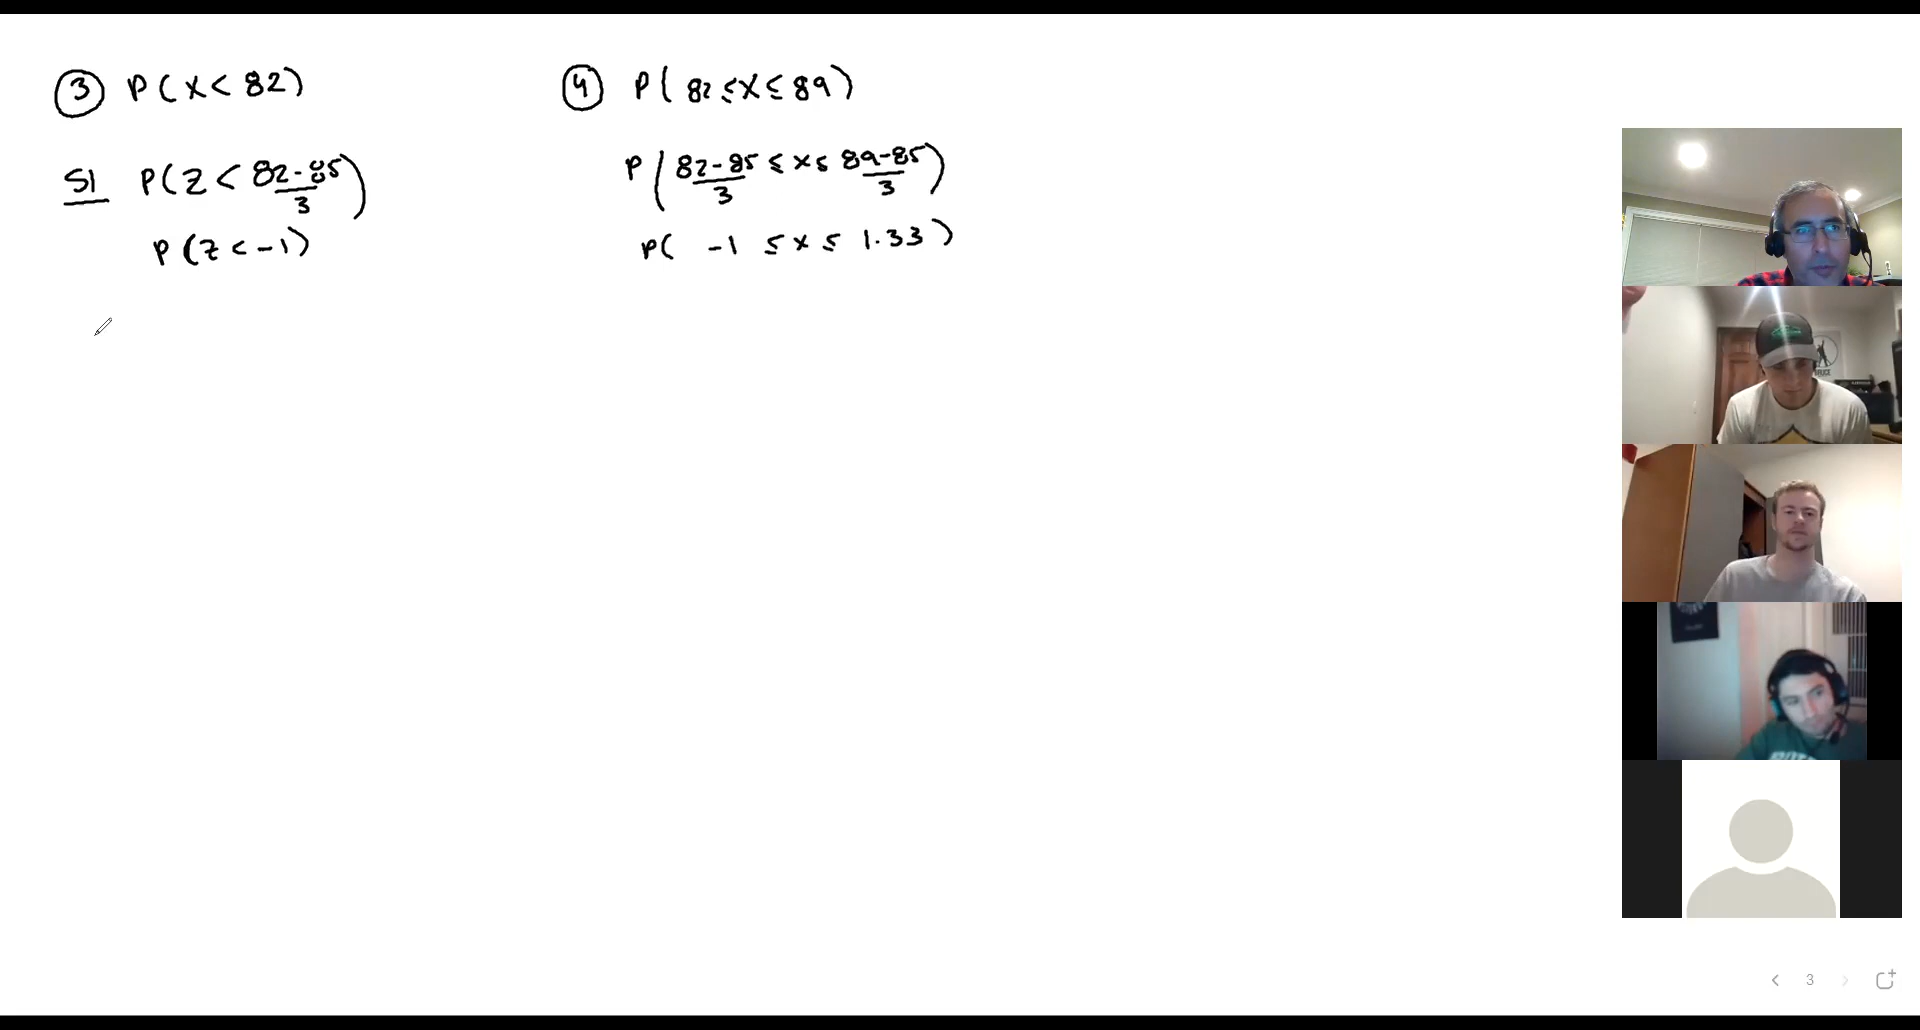 ③ P(X < 82)
S1 P(Z < 82-85/3)
P(Z < -1)
④ P(82 ≤ X ≤ 89)
P(82-85/3 ≤ X ≤ 89-85/3)
P( -1 ≤ X ≤ 1.33 )
3